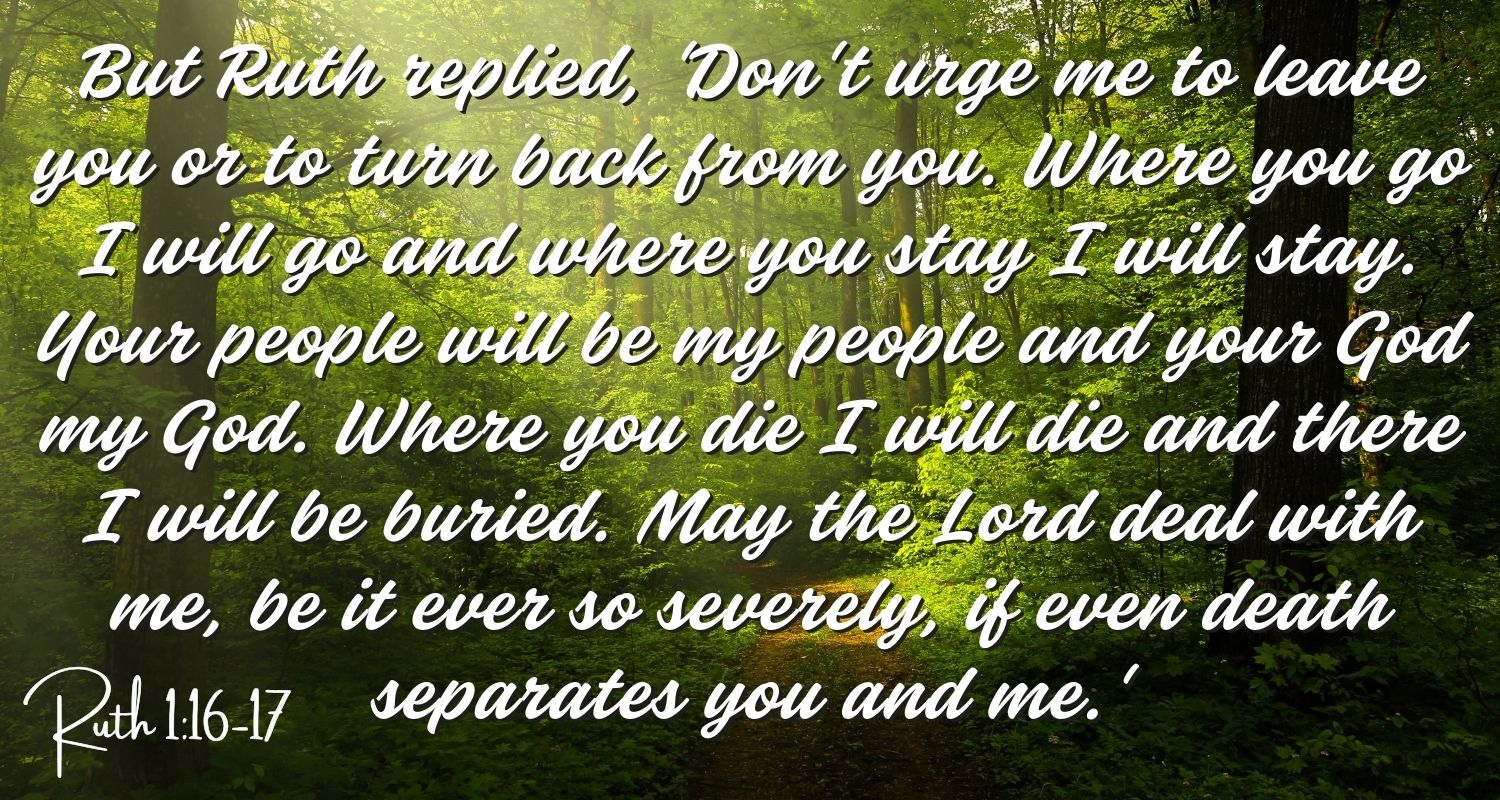 But Ruth replied, 'Don't urge me to leave
you or to turn back from you. Where you go
I will go and where you stay I will stay.
Your people will be my people and your God
my God. Where you die I will die and there
I will be buried. May the Lord deal with
me, be it ever so severely, if even death
separates you and me.'
Ruth 1:16-17